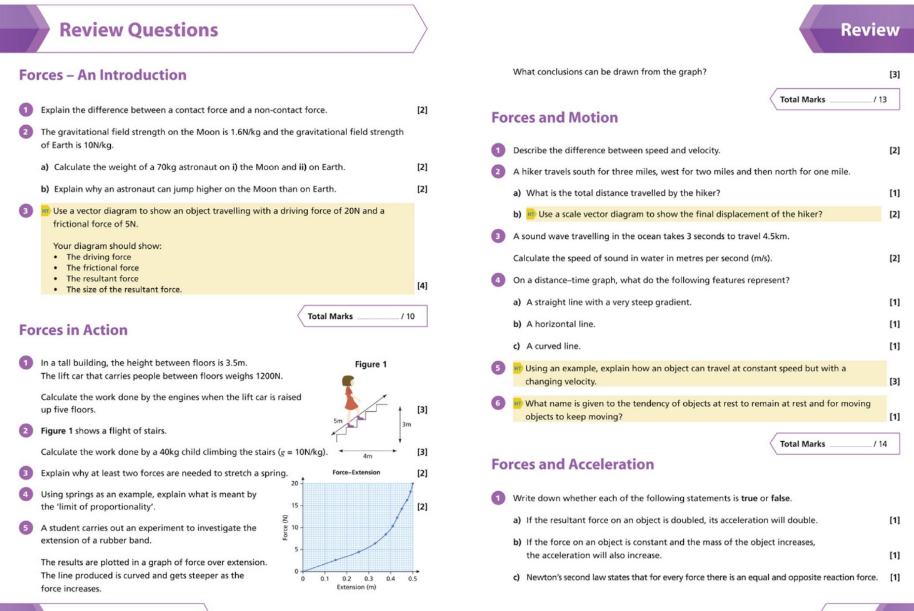 Review Questions
Forces – An Introduction
1 Explain the difference between a contact force and a non-contact force. [2]
2 The gravitational field strength on the Moon is 1.6N/kg and the gravitational field strength
of Earth is 10N/kg.
a) Calculate the weight of a 70kg astronaut on i) the Moon and ii) on Earth. [2]
b) Explain why an astronaut can jump higher on the Moon than on Earth. [2]
3 HT Use a vector diagram to show an object travelling with a driving force of 20N and a
frictional force of 5N.
Your diagram should show:
• The driving force
• The frictional force
• The resultant force
• The size of the resultant force. [4]
Total Marks / 10
Forces in Action
1 In a tall building, the height between floors is 3.5m.
The lift car that carries people between floors weighs 1200N.
Calculate the work done by the engines when the lift car is raised
up five floors. [3]
Figure 1
5m
3m
4m
2 Figure 1 shows a flight of stairs.
Calculate the work done by a 40kg child climbing the stairs (g = 10N/kg). [3]
3 Explain why at least two forces are needed to stretch a spring. [2]
4 Using springs as an example, explain what is meant by
the ‘limit of proportionality’. [2]
5 A student carries out an experiment to investigate the
extension of a rubber band.
The results are plotted in a graph of force over extension.
The line produced is curved and gets steeper as the
force increases.
Force–Extension
Force (N)
20
15
10
5
0
0 0.1 0.2 0.3 0.4 0.5
Extension (m)
Review
What conclusions can be drawn from the graph? [3]
Total Marks / 13
Forces and Motion
1 Describe the difference between speed and velocity. [2]
2 A hiker travels south for three miles, west for two miles and then north for one mile.
a) What is the total distance travelled by the hiker? [1]
b) HT Use a scale vector diagram to show the final displacement of the hiker? [2]
3 A sound wave travelling in the ocean takes 3 seconds to travel 4.5km.
Calculate the speed of sound in water in metres per second (m/s). [2]
4 On a distance–time graph, what do the following features represent?
a) A straight line with a very steep gradient. [1]
b) A horizontal line. [1]
c) A curved line. [1]
5 HT Using an example, explain how an object can travel at constant speed but with a
changing velocity. [3]
6 HT What name is given to the tendency of objects at rest to remain at rest and for moving
objects to keep moving? [1]
Total Marks / 14
Forces and Acceleration
1 Write down whether each of the following statements is true or false.
a) If the resultant force on an object is doubled, its acceleration will double. [1]
b) If the force on an object is constant and the mass of the object increases,
the acceleration will also increase. [1]
c) Newton’s second law states that for every force there is an equal and opposite reaction force. [1]